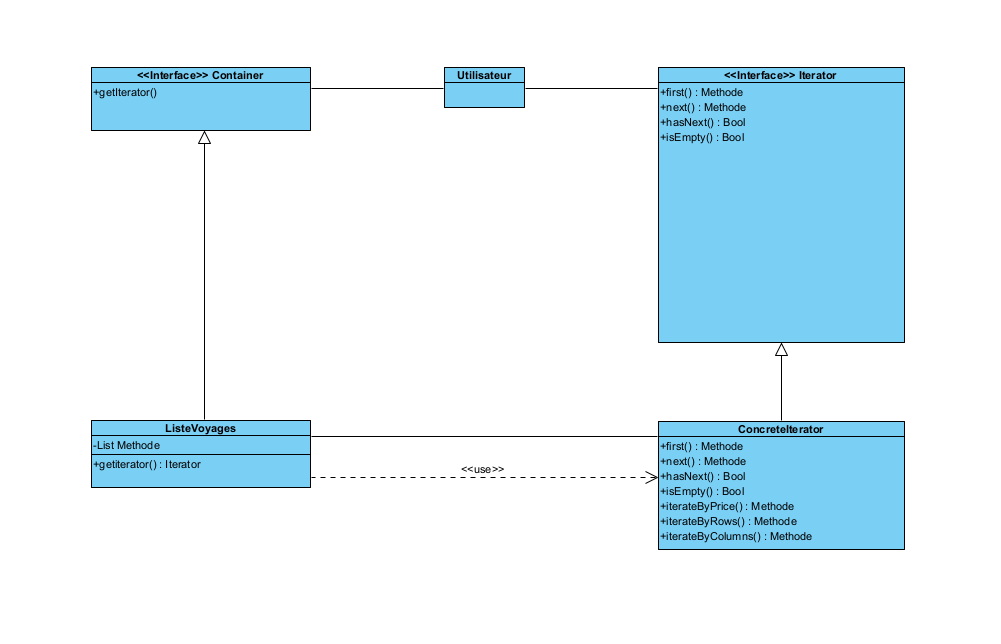 <<Interface>> Container
+getIterator()
Utilisateur
<<Interface>> Iterator
+first() : Methode
+next() : Methode
+hasNext() : Bool
+isEmpty() : Bool
ListeVoyages
-List Methode
+getiterator() : Iterator
<<use>>
ConcreteIterator
+first() : Methode
+next() : Methode
+hasNext() : Bool
+isEmpty() : Bool
+iterateByPrice() : Methode
+iterateByRows() : Methode
+iterateByColumns() : Methode